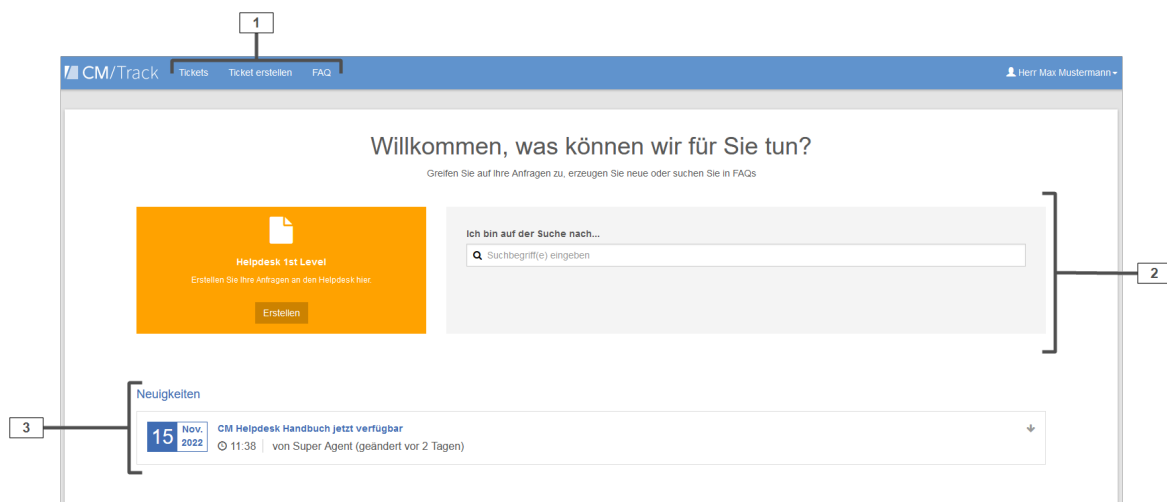 1
CM/Track Tickets Ticket erstellen FAQ Herr Max Mustermann
Willkommen, was können wir für Sie tun?
Greifen Sie auf Ihre Anfragen zu, erzeugen Sie neue oder suchen Sie in FAQs
Helpdesk 1st Level
Erstellen Sie Ihre Anfragen an den Helpdesk hier.
Erstellen
Ich bin auf der Suche nach...
Suchbegriff(e) eingeben
2
Neuigkeiten
3
15 Nov. 2022
CM Helpdesk Handbuch jetzt verfügbar
11:38 von Super Agent (geändert vor 2 Tagen)